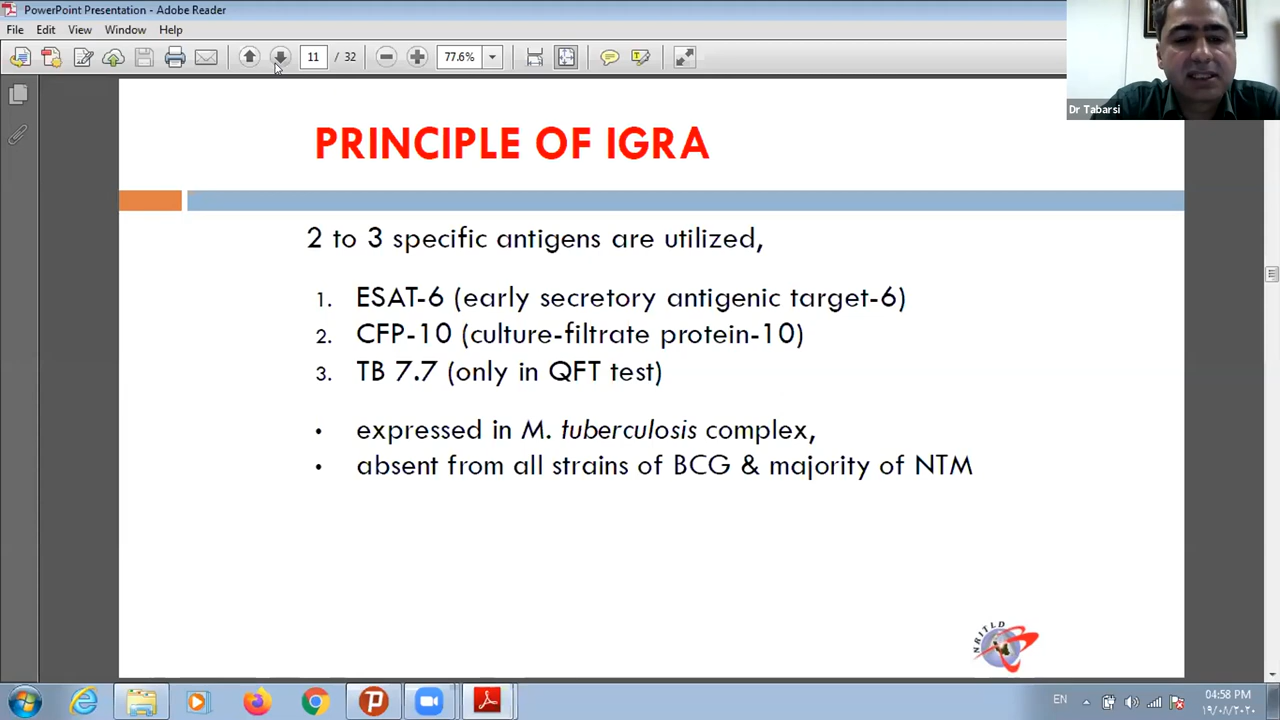 PowerPoint Presentation - Adobe Reader
File Edit View Window Help
11 / 32 77.6%
Dr Tabarsi
PRINCIPLE OF IGRA
2 to 3 specific antigens are utilized,
1. ESAT-6 (early secretory antigenic target-6)
2. CFP-10 (culture-filtrate protein-10)
3. TB 7.7 (only in QFT test)
• expressed in M. tuberculosis complex,
• absent from all strains of BCG & majority of NTM
NRITLD
EN
04:58 PM
۱۹/۰۸/۲۰۲۰